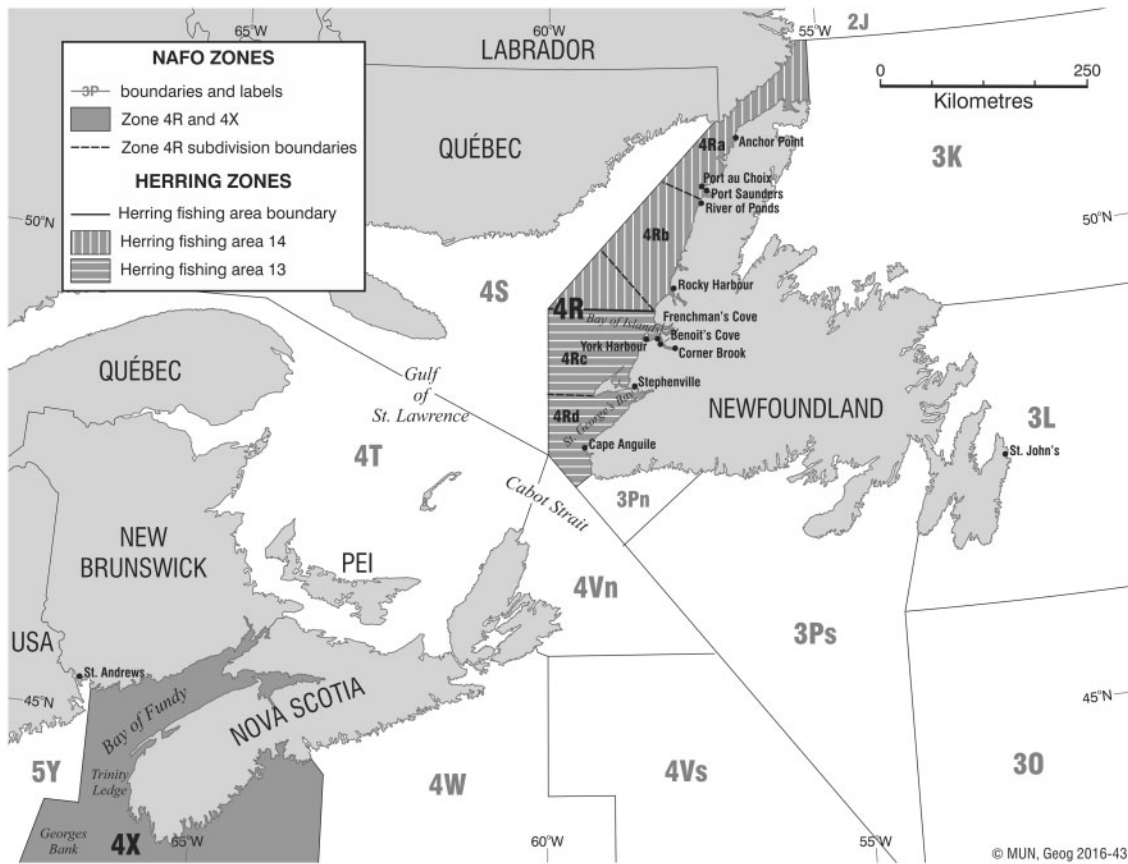 65°W
60°W
55°W
2J
LABRADOR
NAFO ZONES
3P
boundaries and labels
Zone 4R and 4X
Zone 4R subdivision boundaries
HERRING ZONES
Herring fishing area boundary
Herring fishing area 14
Herring fishing area 13
0
250
Kilometres
QUÉBEC
4Ra
Anchor Point
3K
Port au Choix
Port Saunders
River of Ponds
50°N
50°N
4Rb
4S
Rocky Harbour
4R
Frenchman's Cove
Bay of Islands
Benoit's Cove
York Harbour
Corner Brook
4Rc
QUÉBEC
Gulf
of
St. Lawrence
Stephenville
NEWFOUNDLAND
3L
4Rd
St. George's Bay
Cape Anguile
St. John's
4T
Cabot Strait
3Pn
NEW
BRUNSWICK
PEI
4Vn
3Ps
USA
St. Andrews
45°N
45°N
Bay of Fundy
NOVA SCOTIA
5Y
Trinity
Ledge
4W
4Vs
3O
Georges
Bank
4X
65°W
60°W
55°W
© MUN, Geog 2016-43